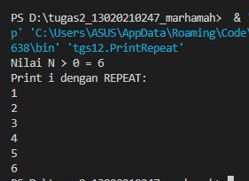 PS D:\tugas2_13020210247_marhamah> &
p' 'C:\Users\ASUS\AppData\Roaming\Code
638\bin' 'tgs12.PrintRepeat'
Nilai N > 0 = 6
Print i dengan REPEAT:
1
2
3
4
5
6